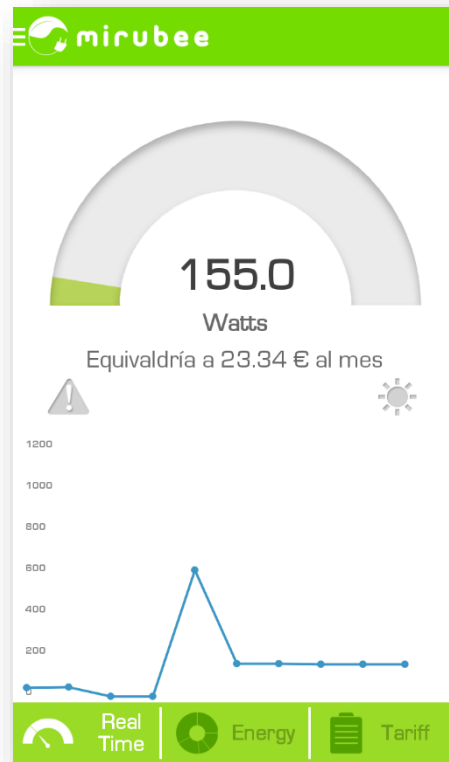 mirubee
155.0
Watts
Equivaldría a 23.34 € al mes
1200
1000
800
600
400
200
0
Real
Time
Energy
Tariff